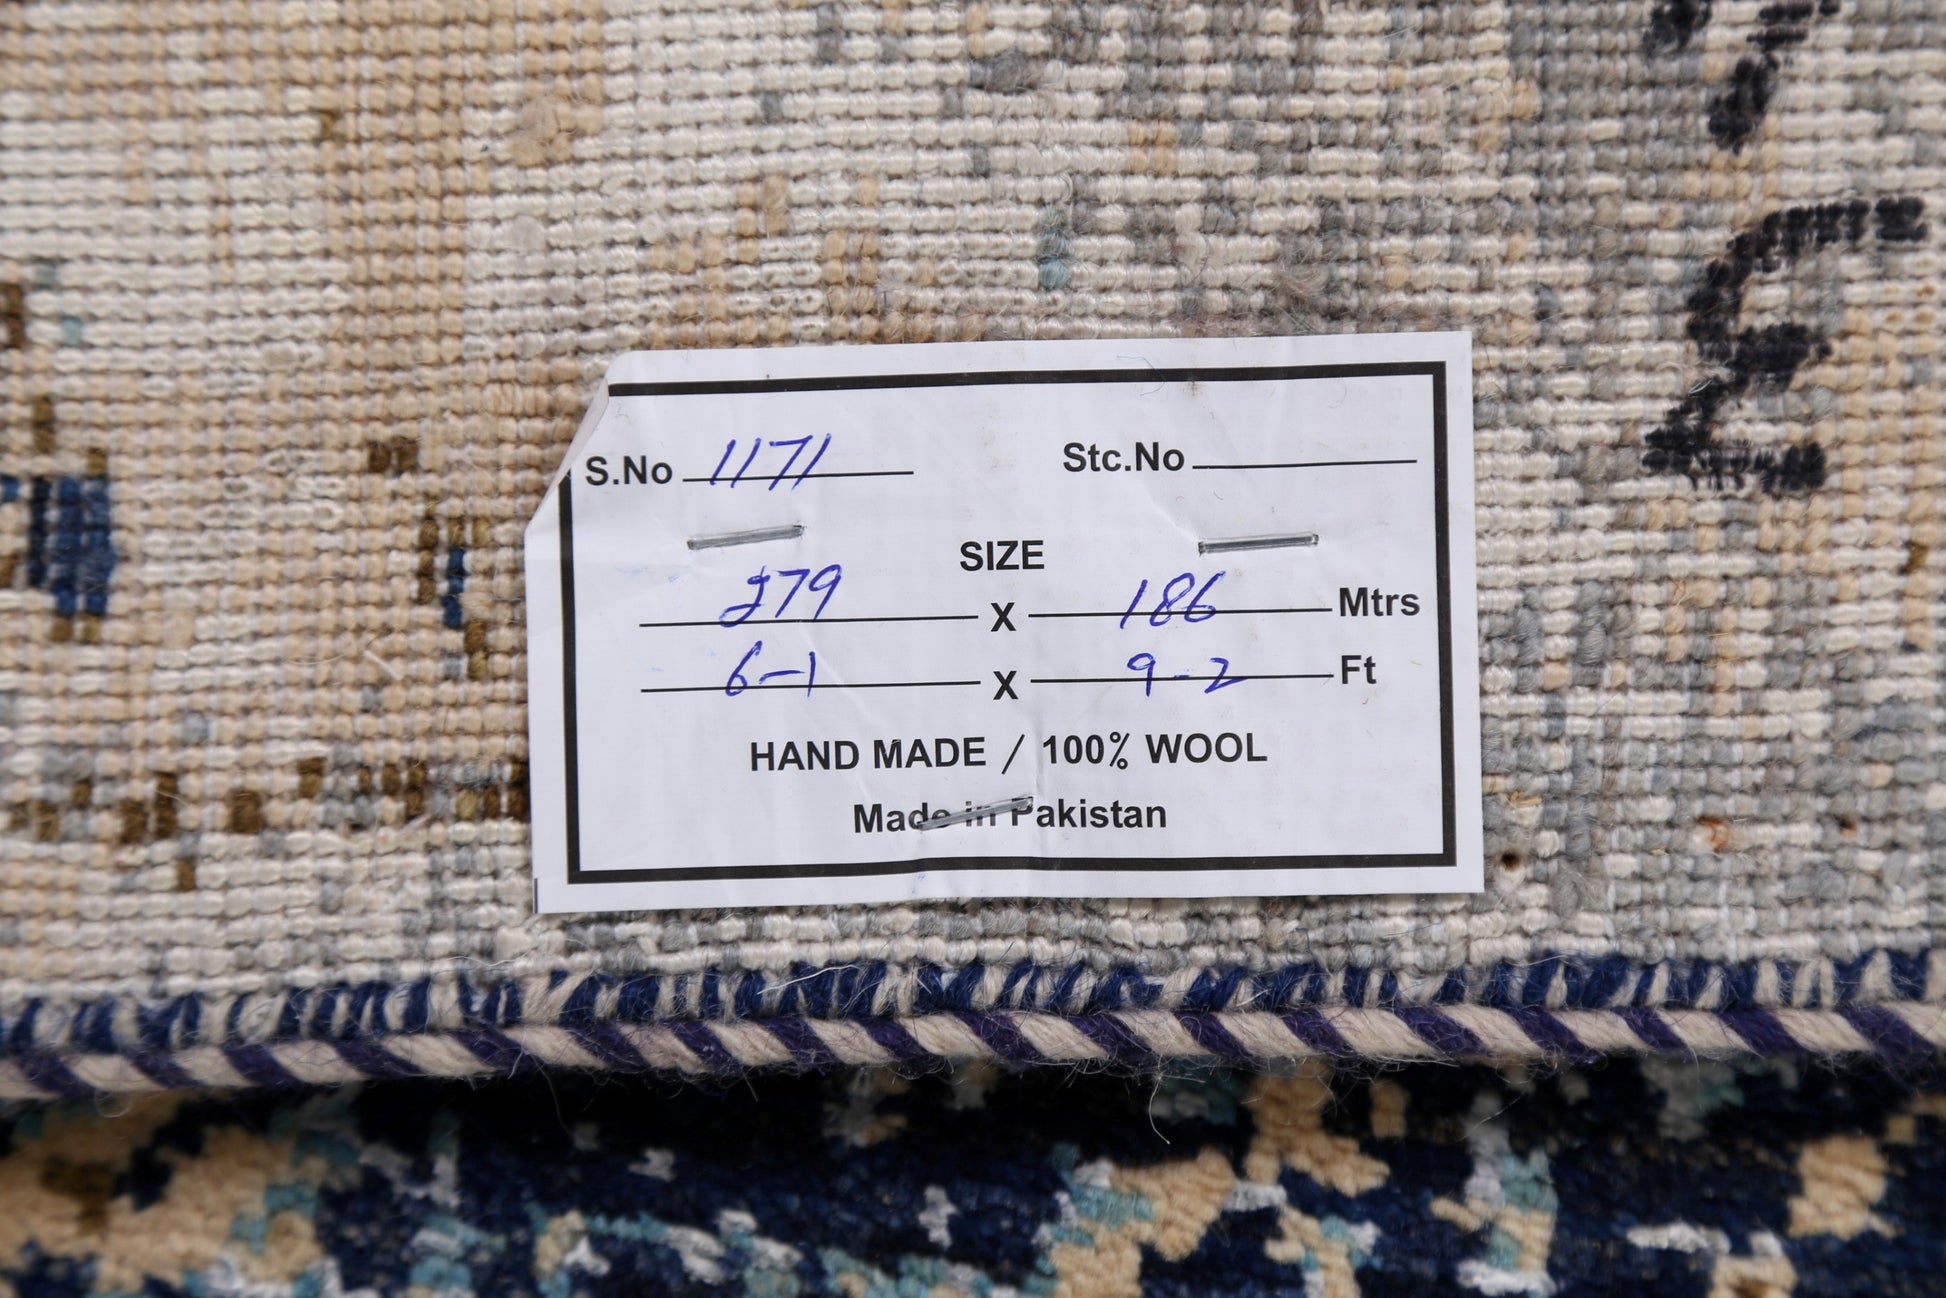 S.No 1171 Stc.No
SIZE
279 X 186 Mtrs
6-1 X 9-2 Ft
HAND MADE / 100% WOOL
Made in Pakistan